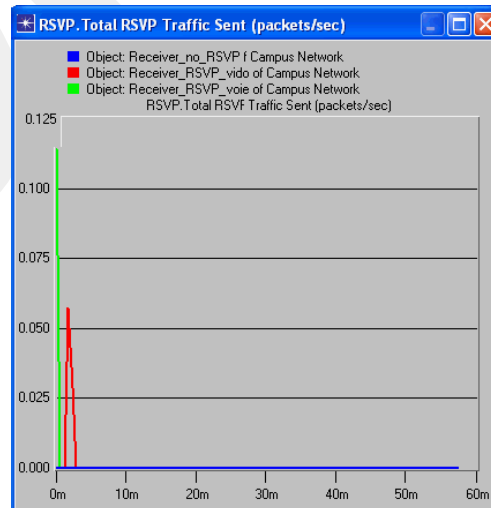 RSVP.Total RSVP Traffic Sent (packets/sec)
Object: Receiver_no_RSVP f Campus Network
Object: Receiver_RSVP_vido of Campus Network
Object: Receiver_RSVP_voie of Campus Network
RSVP.Total RSVF Traffic Sent (packets/sec)
0.125
0.100
0.075
0.050
0.025
0.000
0m 10m 20m 30m 40m 50m 60m